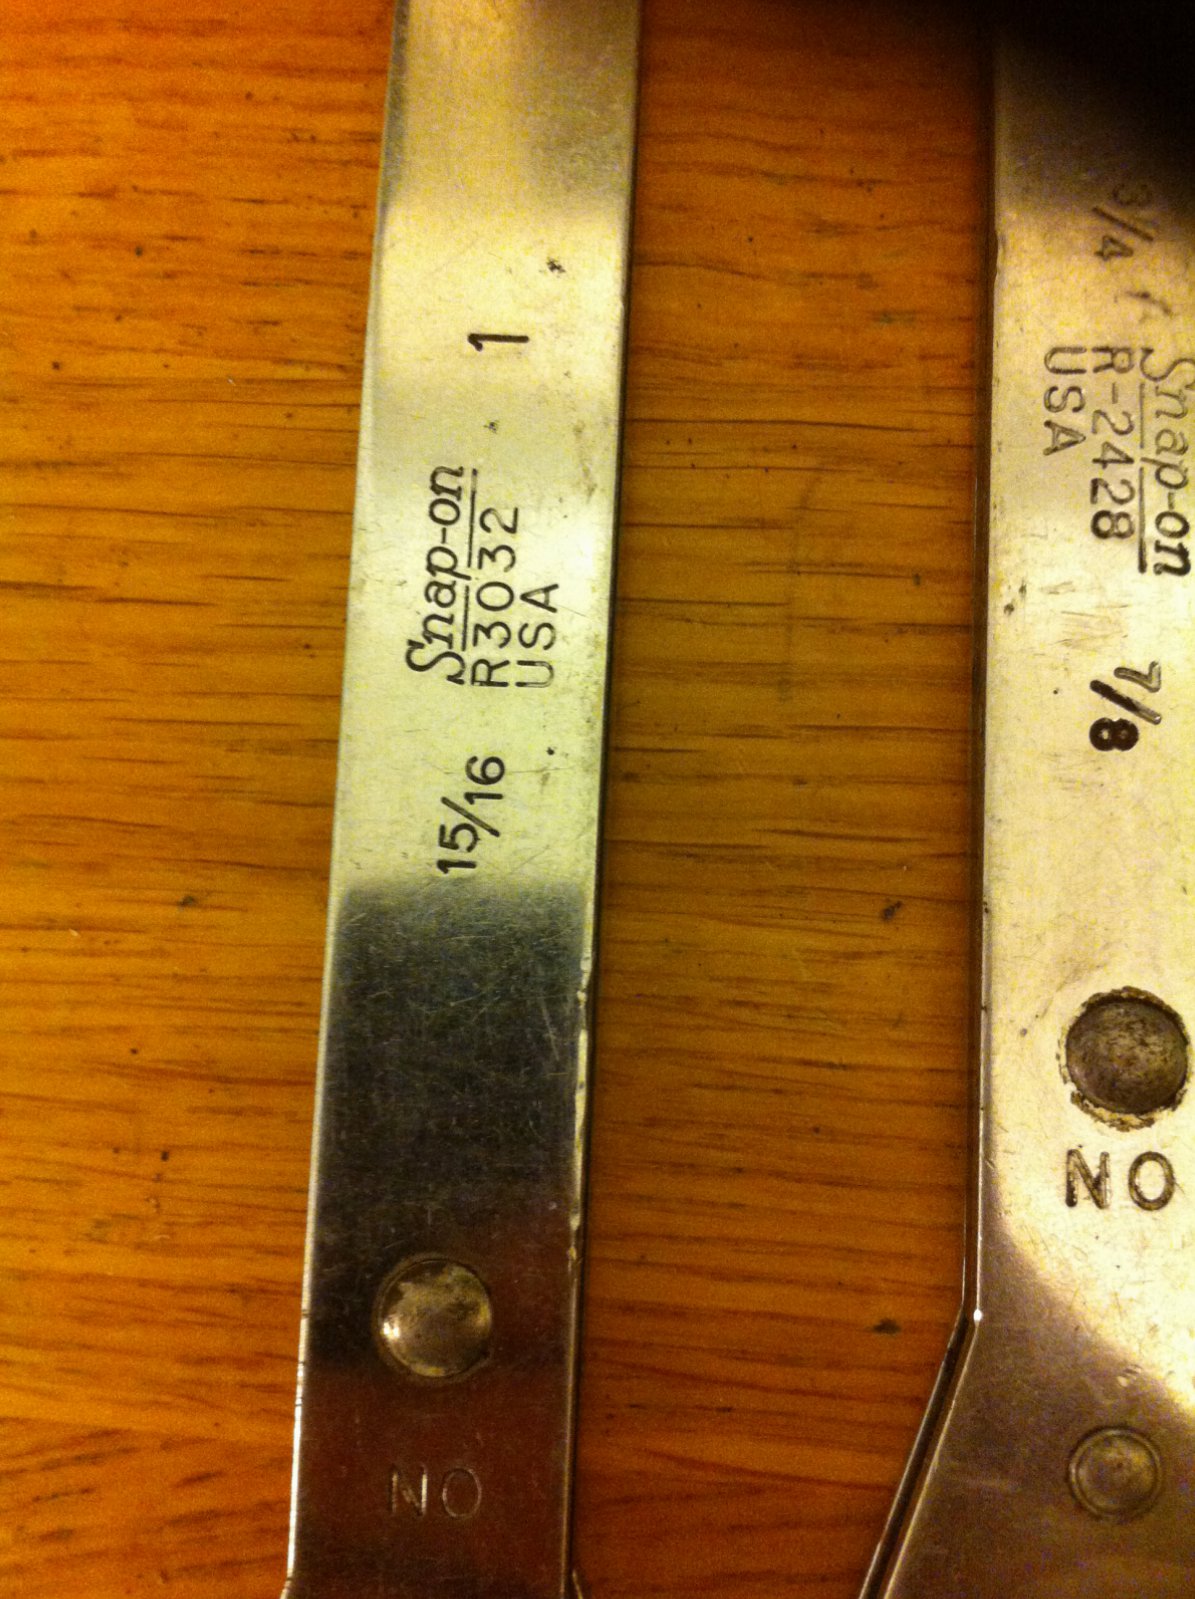 15/16
Snap-on
R3032
USA
1
NO
3/4
Snap-on
R-2428
USA
7/8
NO